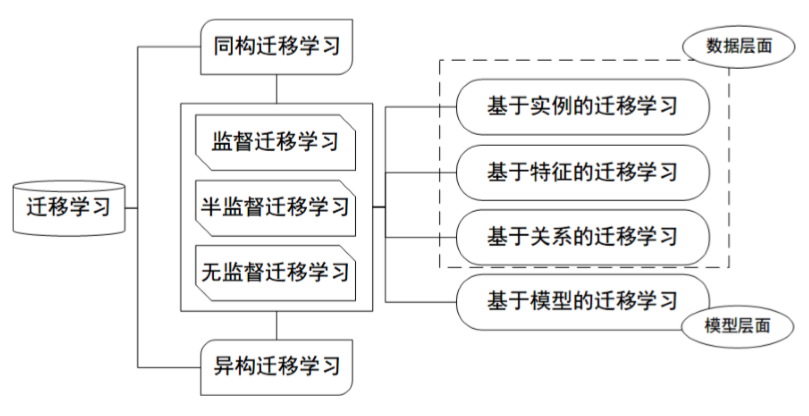 同构迁移学习
数据层面
基于实例的迁移学习
监督迁移学习
基于特征的迁移学习
迁移学习
半监督迁移学习
基于关系的迁移学习
无监督迁移学习
基于模型的迁移学习
模型层面
异构迁移学习